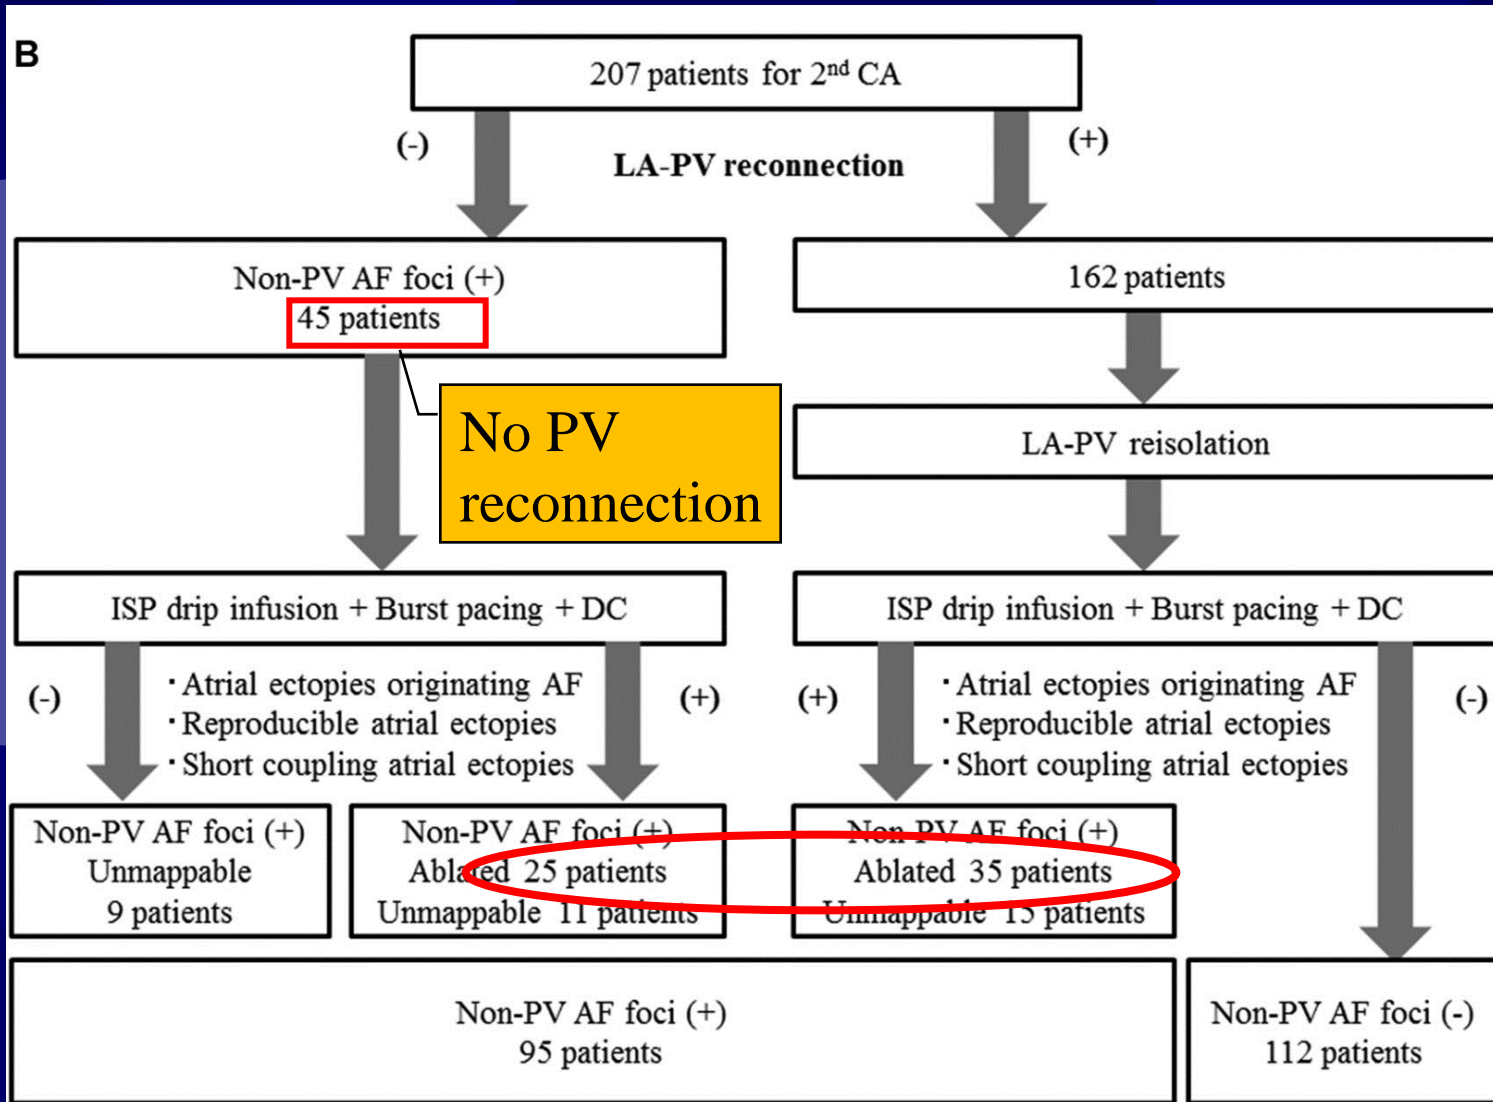 B
207 patients for 2nd CA
(-)
(+)
LA-PV reconnection
Non-PV AF foci (+)
45 patients
162 patients
No PV
reconnection
LA-PV reisolation
ISP drip infusion + Burst pacing + DC
ISP drip infusion + Burst pacing + DC
(-)
・Atrial ectopies originating AF
・Reproducible atrial ectopies
・Short coupling atrial ectopies
(+)
(+)
・Atrial ectopies originating AF
・Reproducible atrial ectopies
・Short coupling atrial ectopies
(-)
Non-PV AF foci (+)
Unmappable
9 patients
Non-PV AF foci (+)
Ablated 25 patients
Unmappable 11 patients
Non-PV AF foci (+)
Ablated 35 patients
Unmappable 15 patients
Non-PV AF foci (+)
95 patients
Non-PV AF foci (-)
112 patients